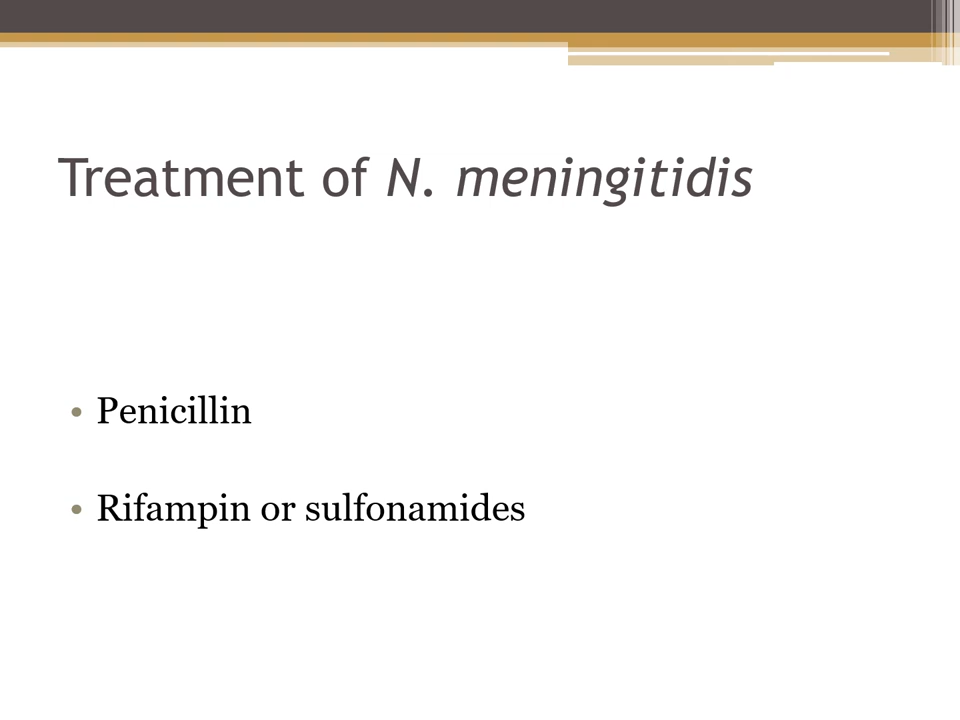 Treatment of N. meningitidis
• Penicillin
• Rifampin or sulfonamides